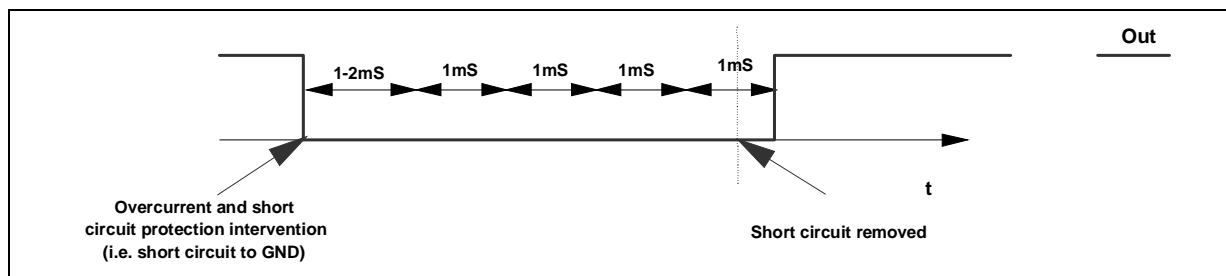 Out
1-2mS
1mS
1mS
1mS
1mS
t
Overcurrent and short
circuit protection intervention
(i.e. short circuit to GND)
Short circuit removed